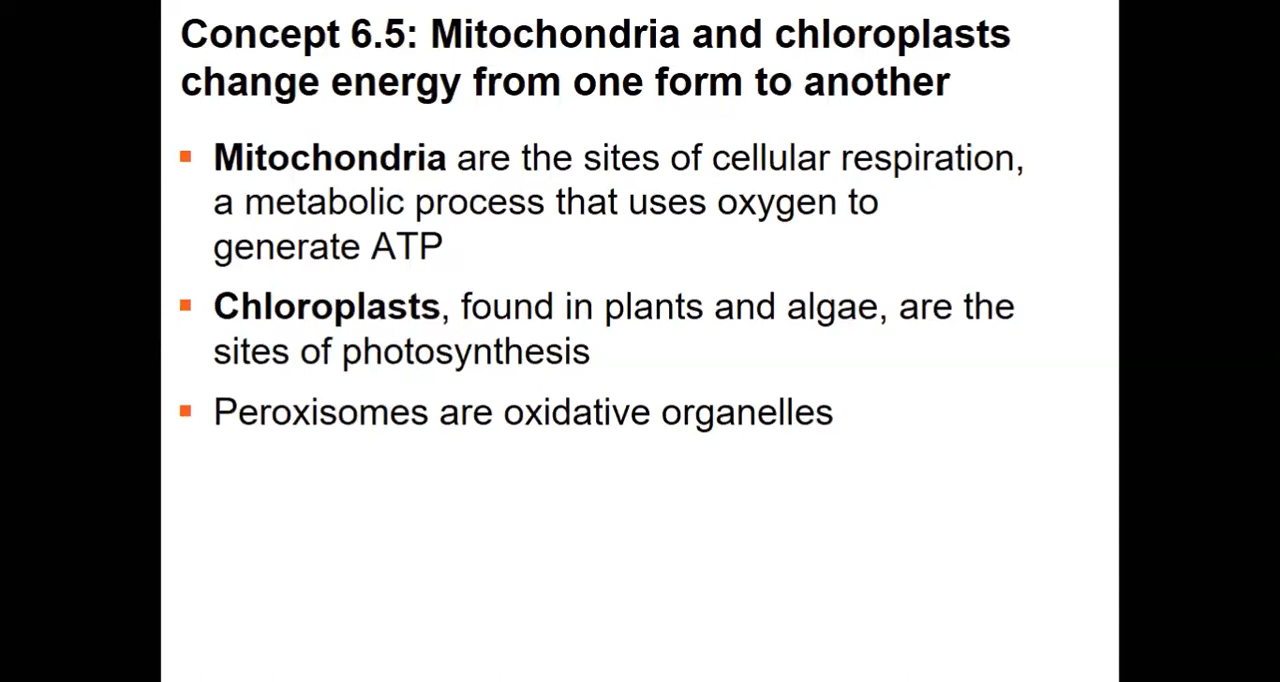 Concept 6.5: Mitochondria and chloroplasts
change energy from one form to another
Mitochondria are the sites of cellular respiration,
a metabolic process that uses oxygen to
generate ATP
Chloroplasts, found in plants and algae, are the
sites of photosynthesis
Peroxisomes are oxidative organelles